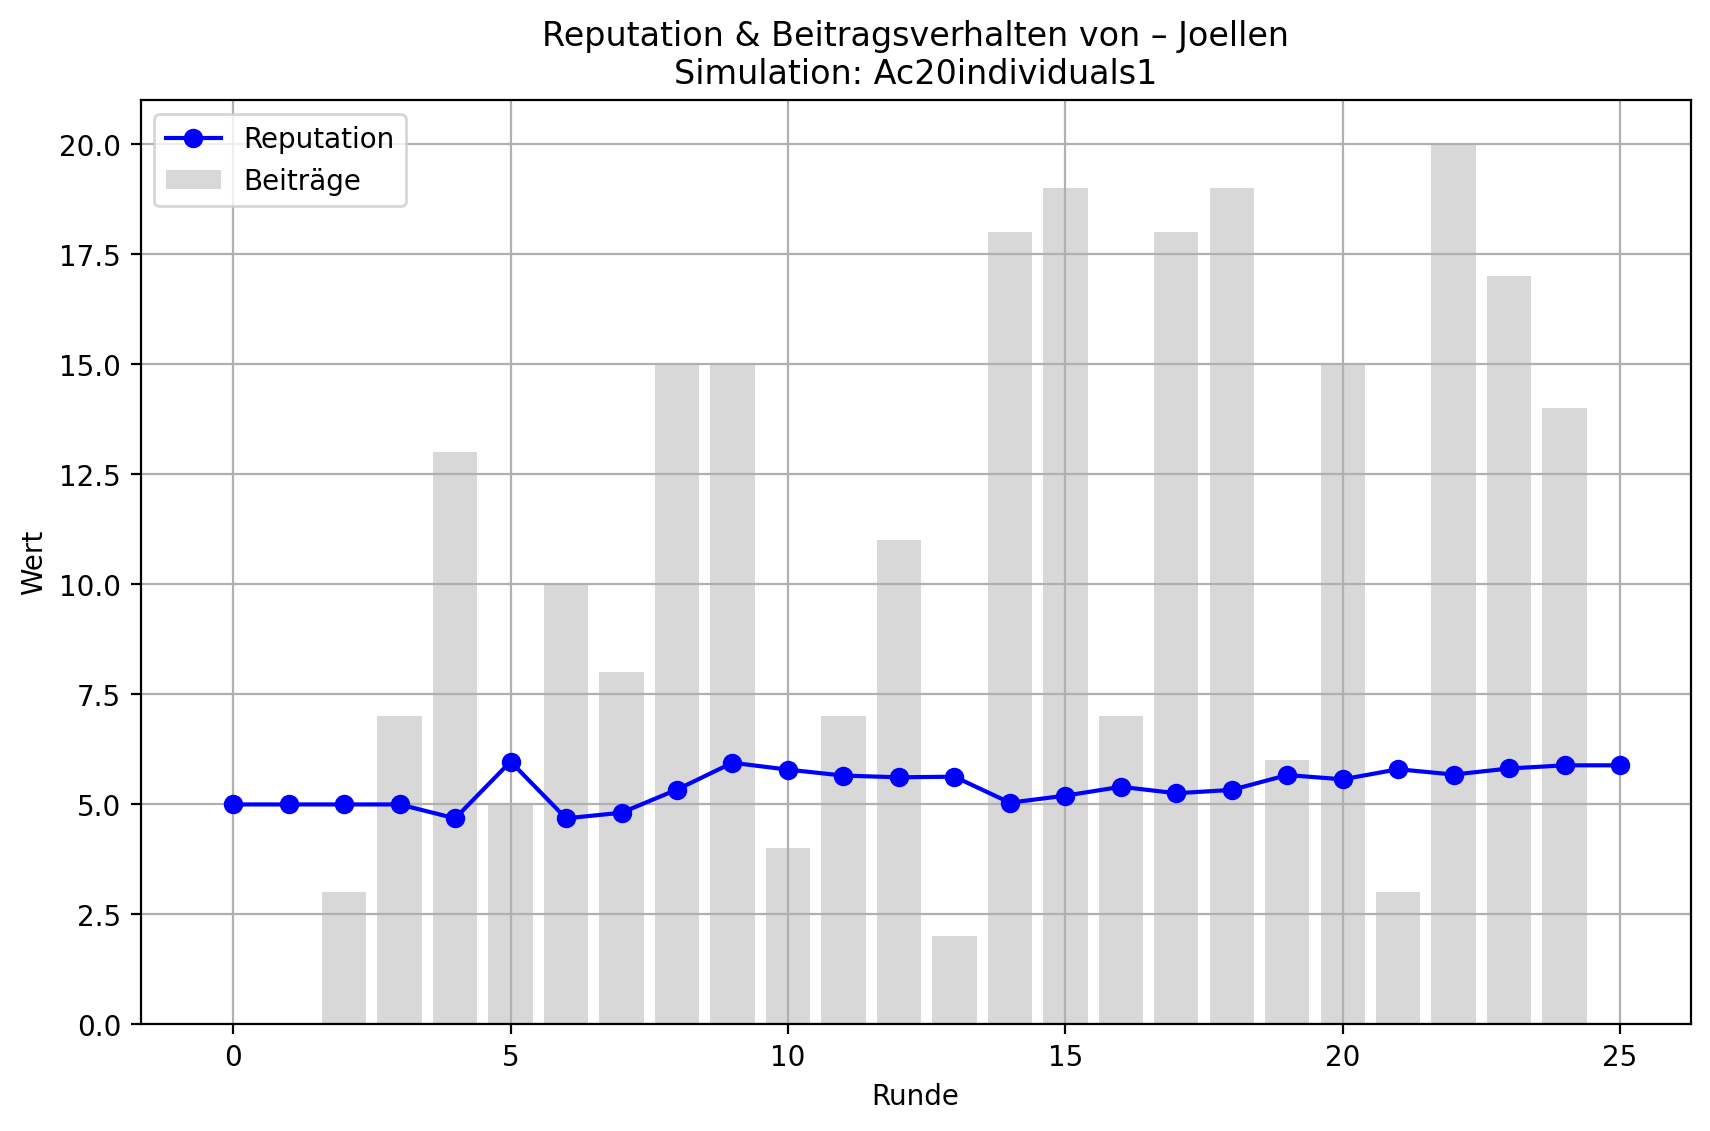 Reputation & Beitragsverhalten von – Joellen
Simulation: Ac20individuals1
Reputation
Beiträge
20.0
17.5
15.0
12.5
10.0
7.5
5.0
2.5
0.0
Wert
0 5 10 15 20 25
Runde